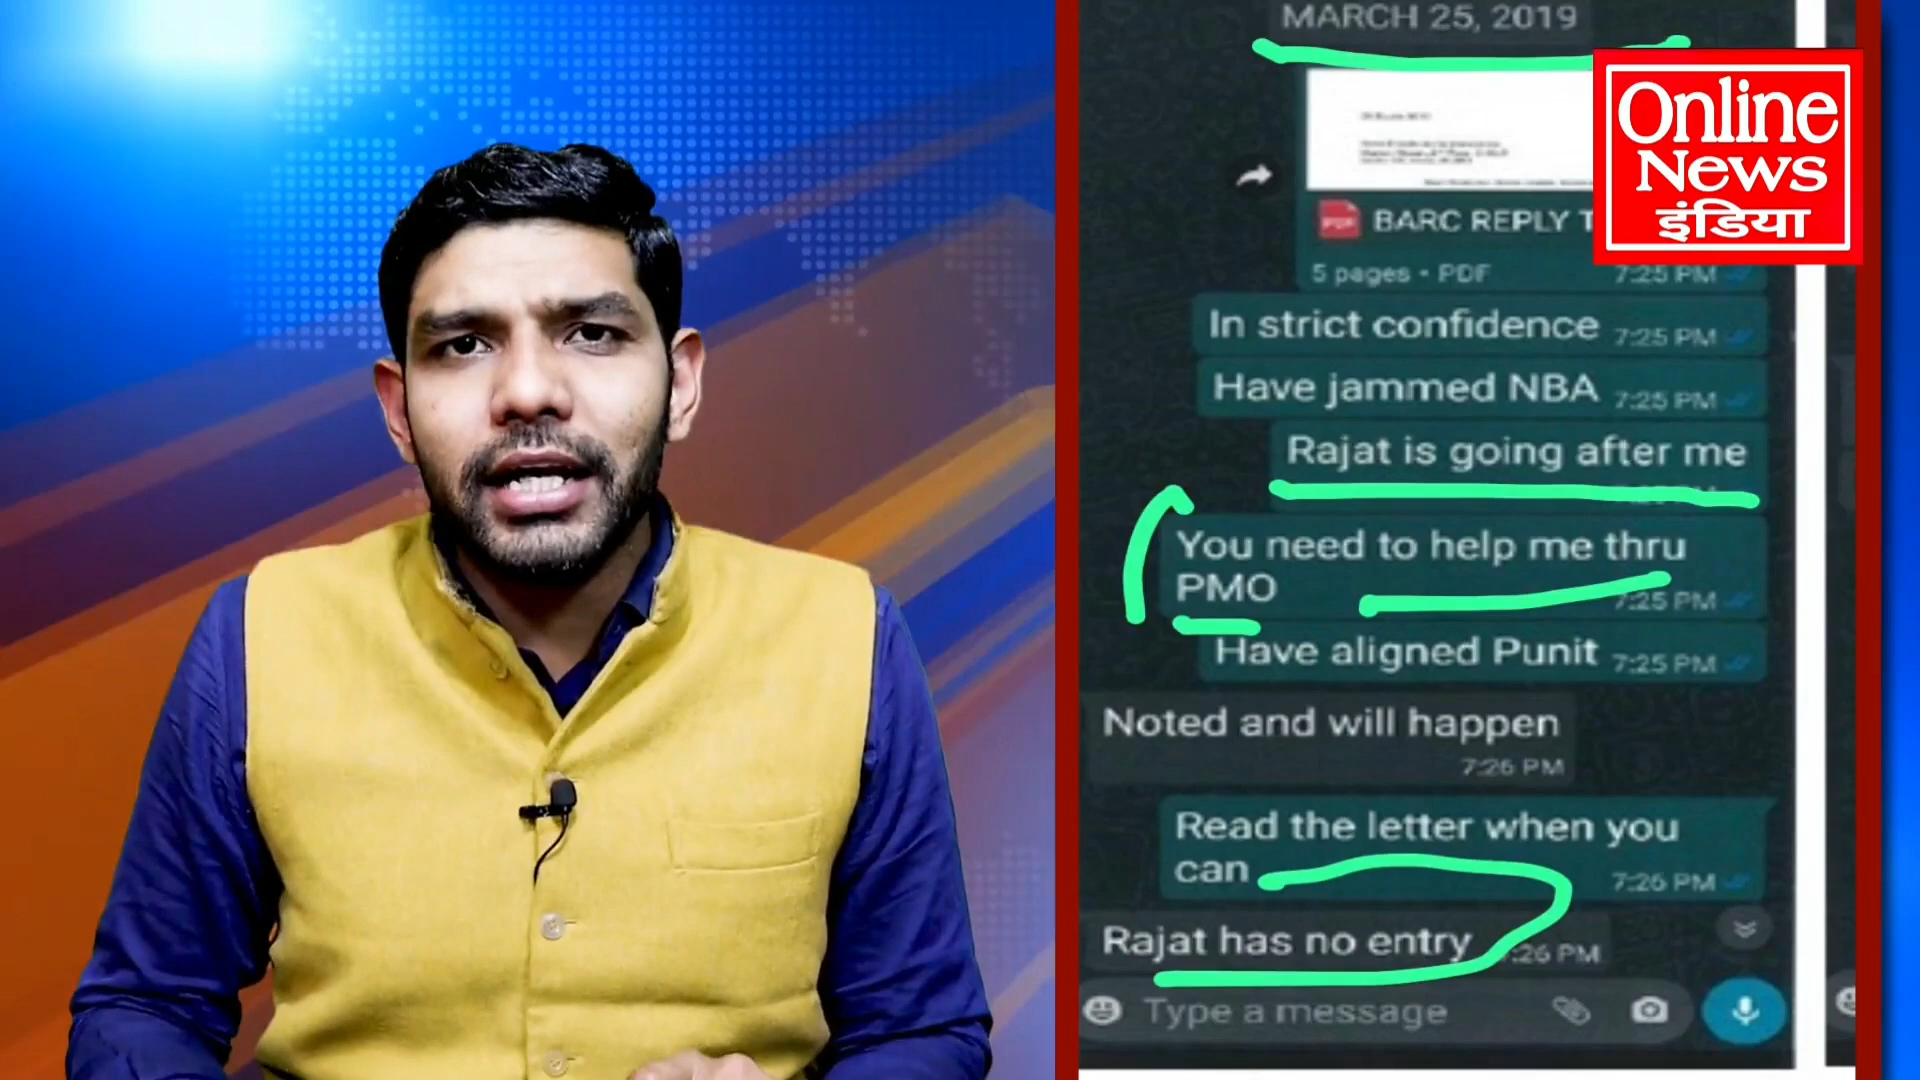 MARCH 25, 2019
Online
News
इंडिया
PDF
BARC REPLY T
5 pages • PDF 7:25 PM
In strict confidence 7:25 PM
Have jammed NBA 7:25 PM
Rajat is going after me
You need to help me thru
PMO 7:25 PM
Have aligned Punit 7:25 PM
Noted and will happen
7:26 PM
Read the letter when you
can 7:26 PM
Rajat has no entry :26 PM
Type a message